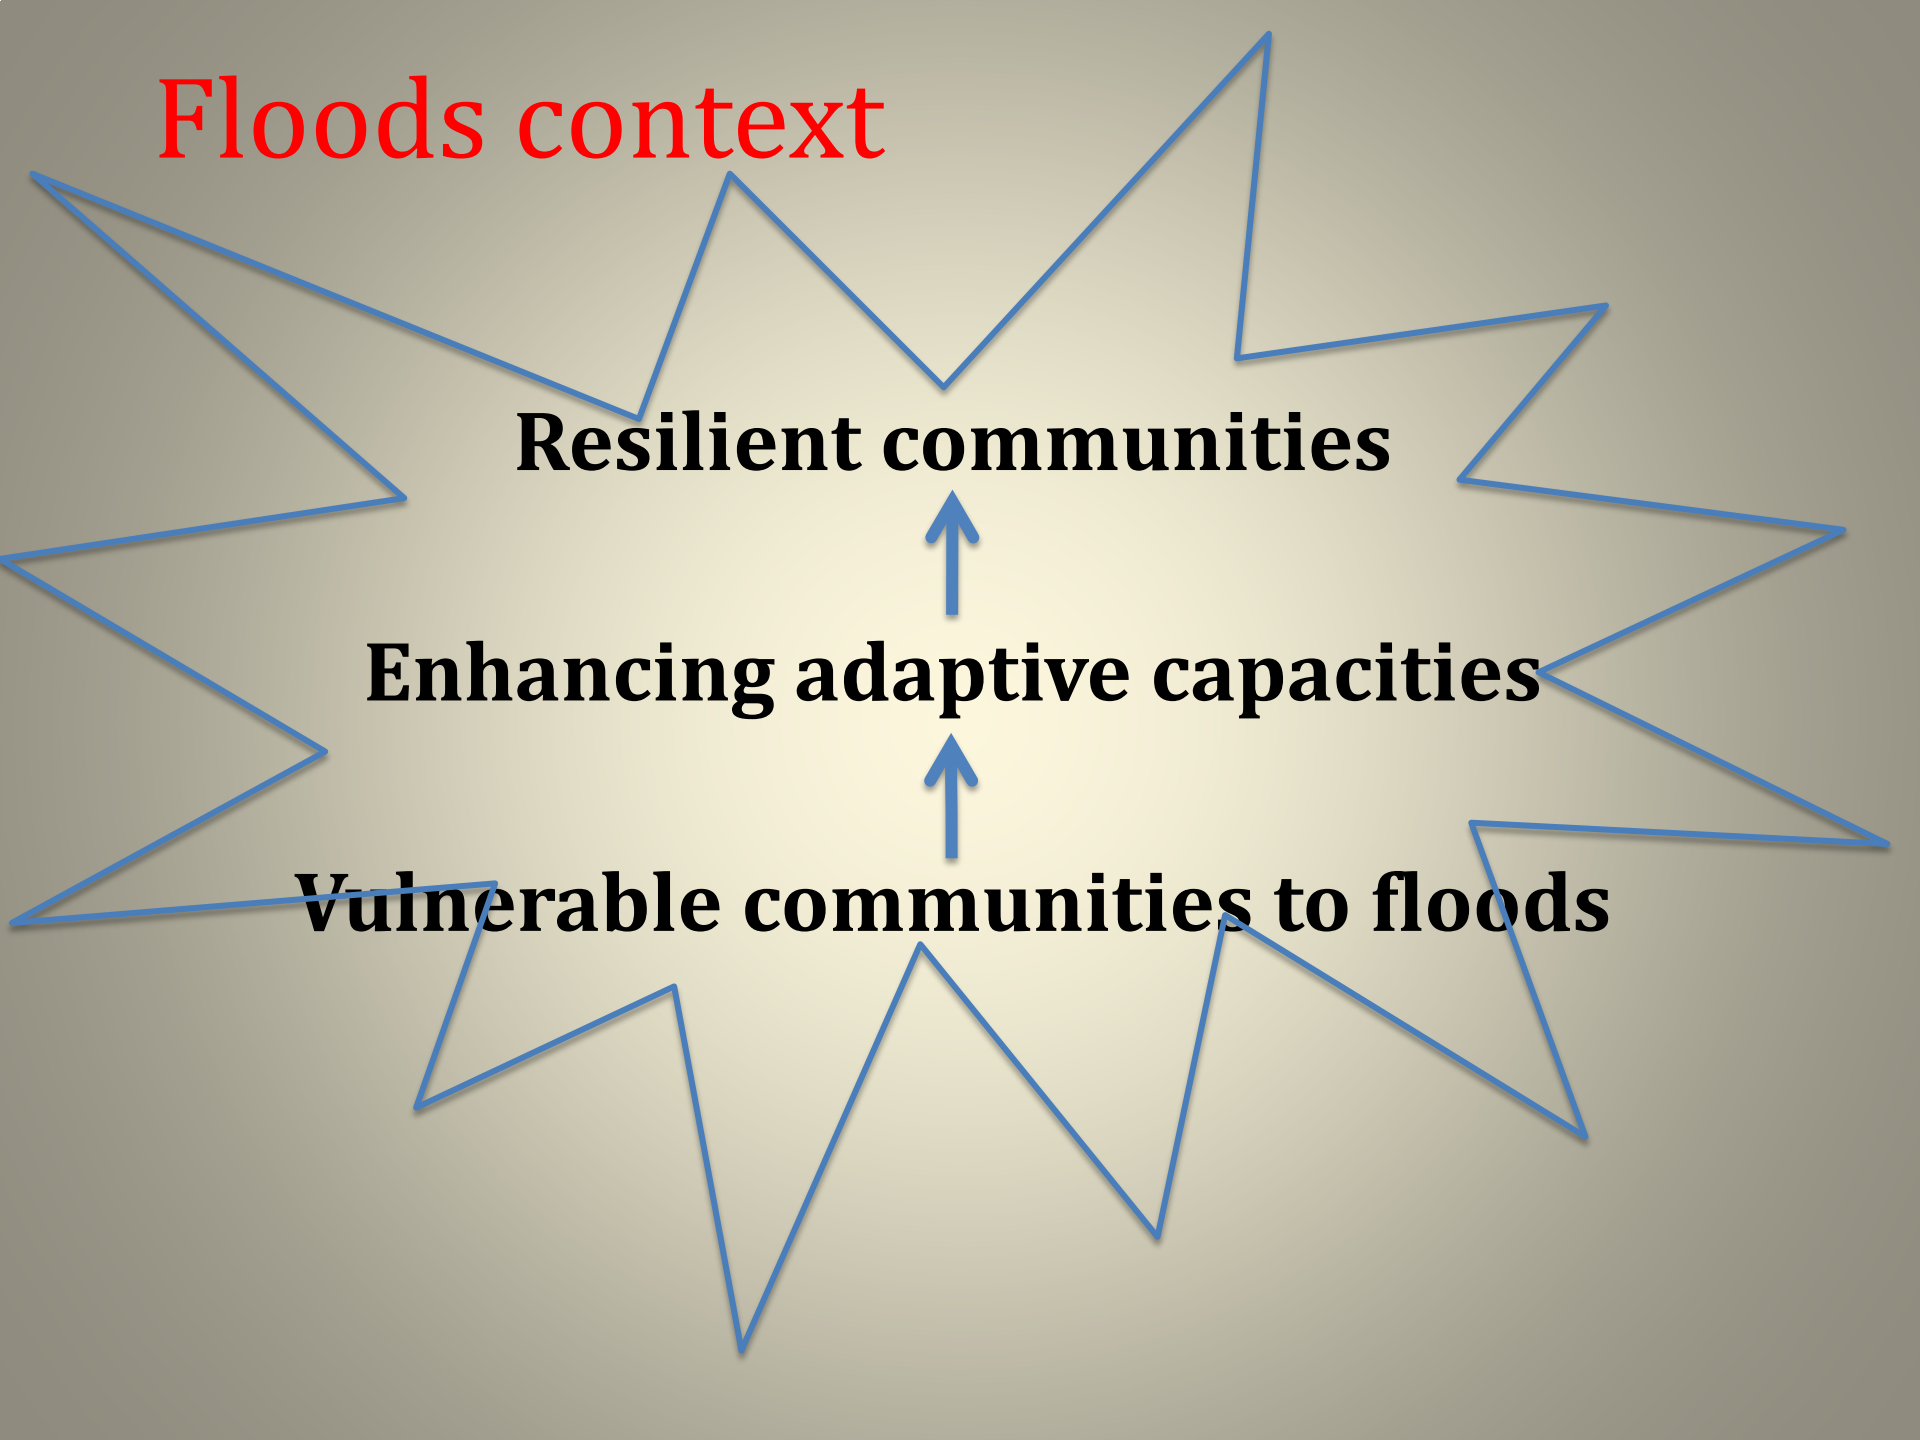 Floods context
Resilient communities
Enhancing adaptive capacities
Vulnerable communities to floods